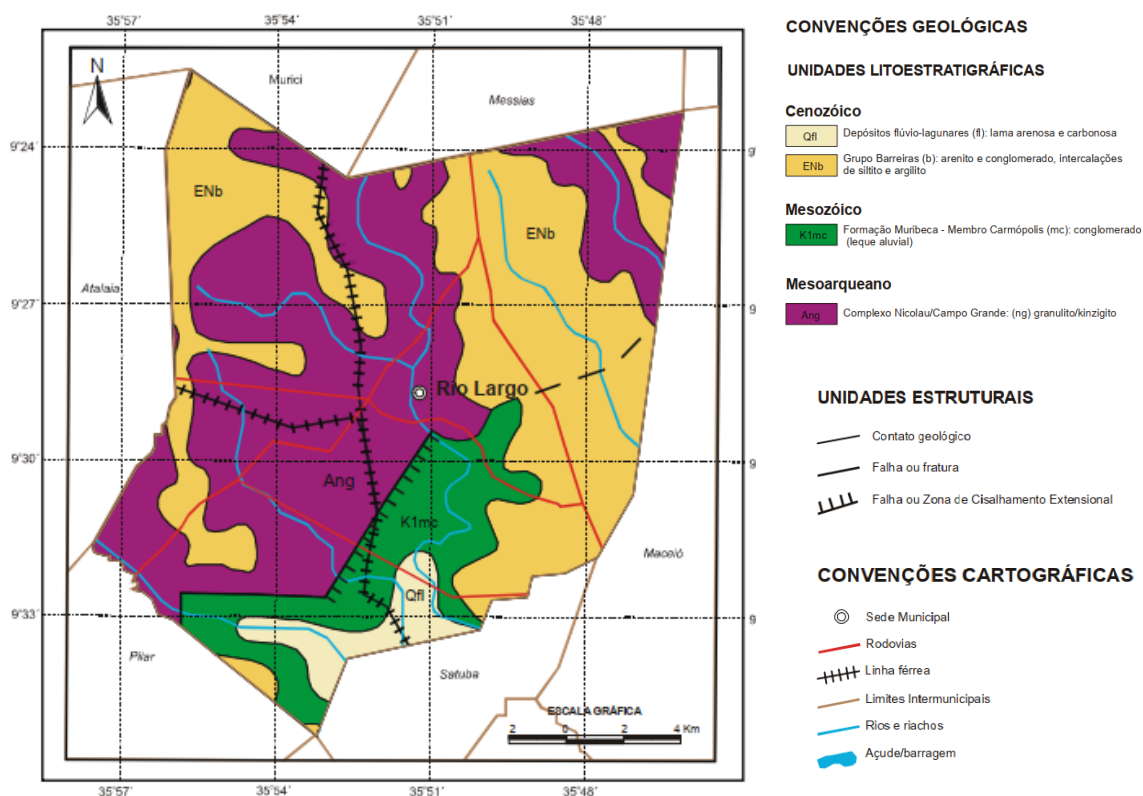 35°57´ 35°54´ 35°51´ 35°48´
N
Murici
Messias
9°24´
9°
ENb
ENb
Atalaia
9°27´
9
Rio Largo
9°30´
9
Ang
K1mc
Maceió
Qfl
9°33´
9
Pilar
Satuba
ESCALA GRÁFICA
2 0 2 4 Km
35°57´ 35°54´ 35°51´ 35°48´
CONVENÇÕES GEOLÓGICAS
UNIDADES LITOESTRATIGRÁFICAS
Cenozóico
Qfl Depósitos flúvio-lagunares (fl): lama arenosa e carbonosa
ENb Grupo Barreiras (b): arenito e conglomerado, intercalações
de siltito e argilito
Mesozóico
K1mc Formação Muribeca - Membro Carmópolis (mc): conglomerado
(leque aluvial)
Mesoarqueano
Ang Complexo Nicolau/Campo Grande: (ng) granulito/kinzigito
UNIDADES ESTRUTURAIS
Contato geológico
Falha ou fratura
Falha ou Zona de Cisalhamento Extensional
CONVENÇÕES CARTOGRÁFICAS
Sede Municipal
Rodovias
Linha férrea
Limites Intermunicipais
Rios e riachos
Açude/barragem